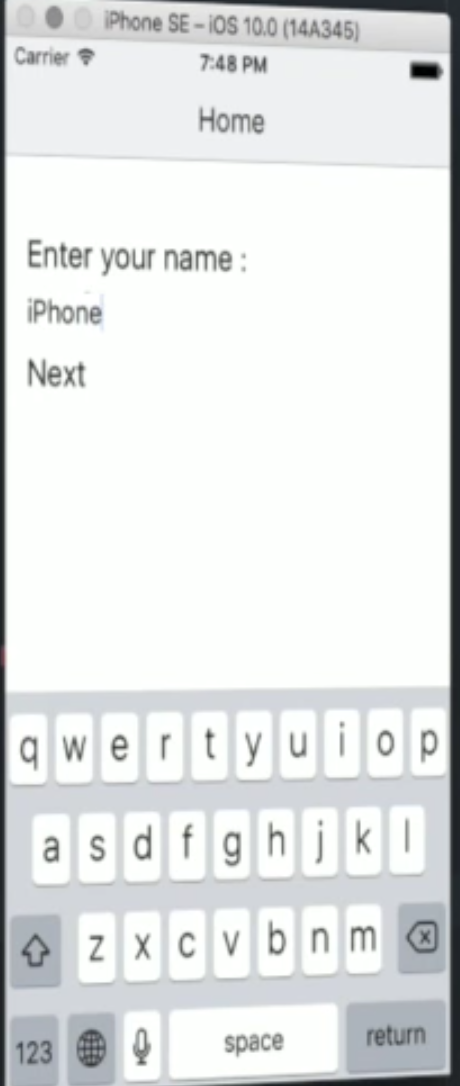 iPhone SE – iOS 10.0 (14A345)
Carrier 7:48 PM
Home
Enter your name :
iPhone
Next
q w e r t y u i o p
a s d f g h j k l
z x c v b n m
123 space return